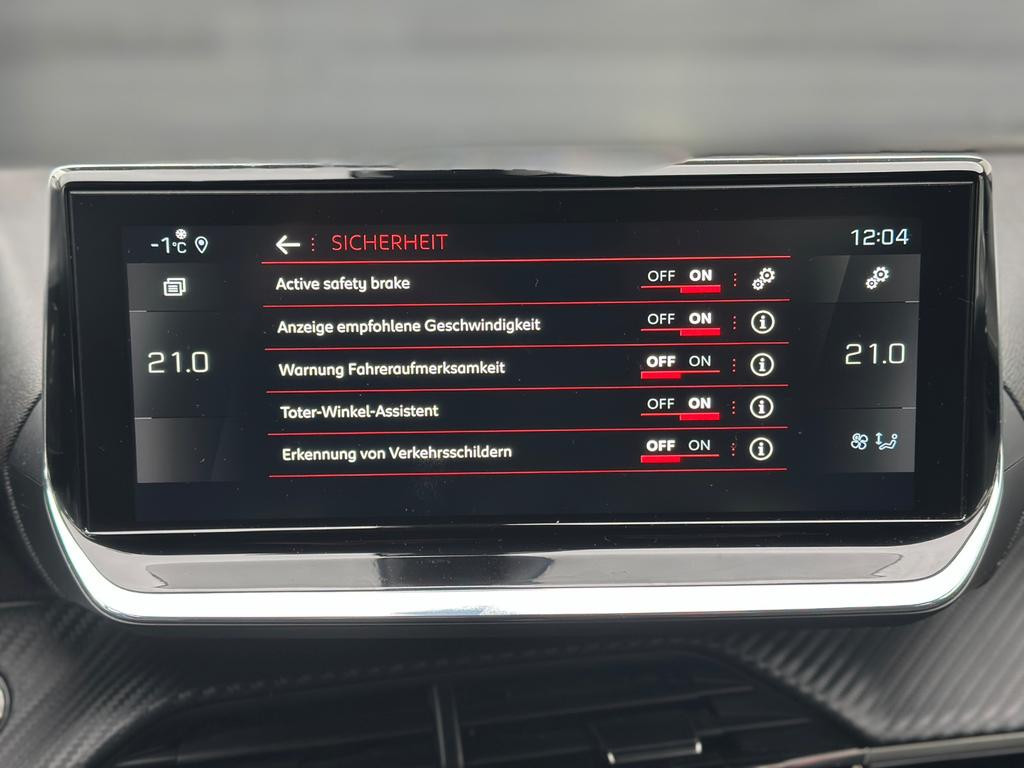 -1°C
SICHERHEIT
12:04
Active safety brake OFF ON
Anzeige empfohlene Geschwindigkeit OFF ON
21.0
Warnung Fahreraufmerksamkeit OFF ON
21.0
Toter-Winkel-Assistent OFF ON
Erkennung von Verkehrsschildern OFF ON